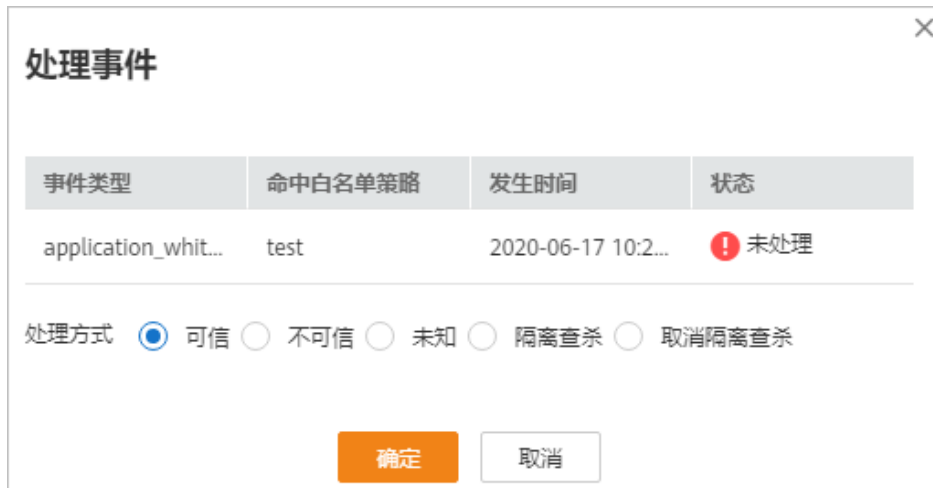 处理事件
事件类型 命中白名单策略 发生时间 状态
application_whit... test 2020-06-17 10:2... 未处理
处理方式 可信 不可信 未知 隔离查杀 取消隔离查杀
确定 取消